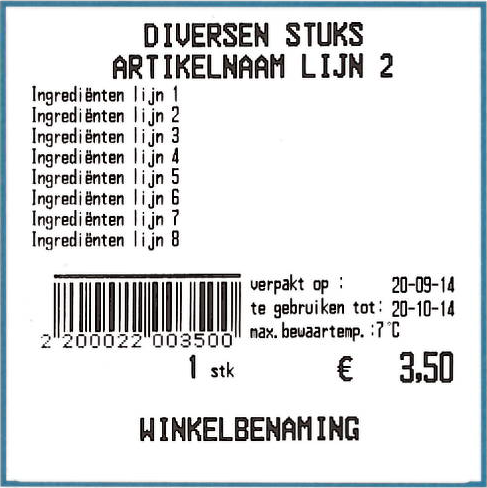 DIVERSEN STUKS
ARTIKELNAAM LIJN 2
Ingrediënten lijn 1
Ingrediënten lijn 2
Ingrediënten lijn 3
Ingrediënten lijn 4
Ingrediënten lijn 5
Ingrediënten lijn 6
Ingrediënten lijn 7
Ingrediënten lijn 8
verpakt op : 20-09-14
te gebruiken tot: 20-10-14
max.bewaartemp.:7°C
2 200022 003500
1 stk € 3,50
WINKELBENAMING